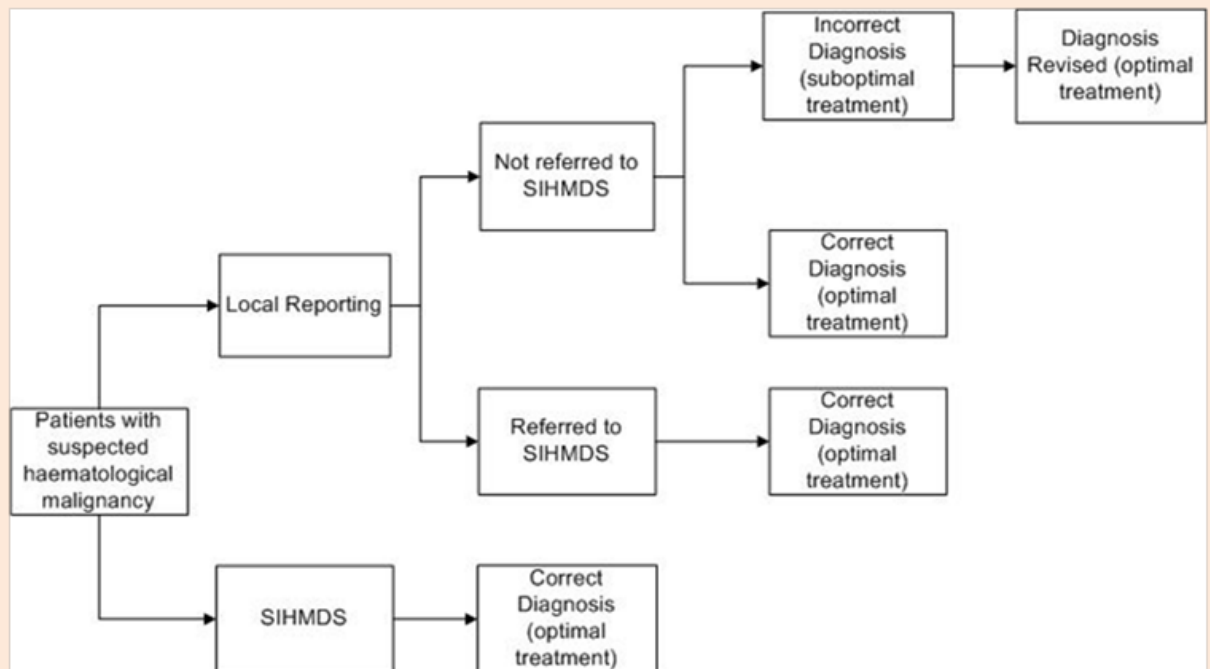 Incorrect
Diagnosis
(suboptimal
treatment)
Diagnosis
Revised (optimal
treatment)
Not referred to
SIHMDS
Correct
Diagnosis
(optimal
treatment)
Local Reporting
Referred to
SIHMDS
Correct
Diagnosis
(optimal
treatment)
Patients with
suspected
haematological
malignancy
SIHMDS
Correct
Diagnosis
(optimal
treatment)